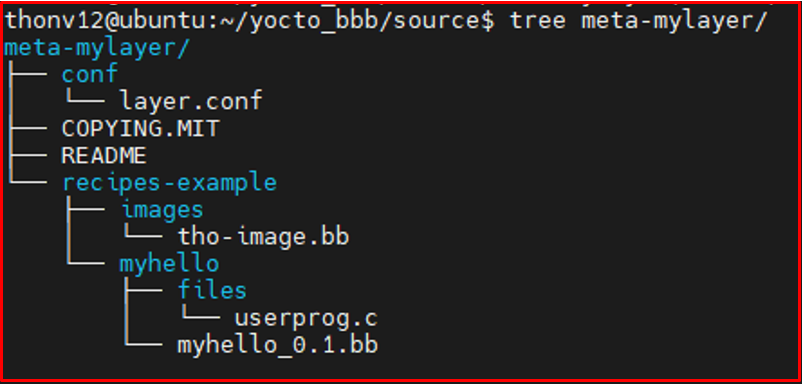 thonv12@ubuntu:~/yocto_bbb/source$ tree meta-mylayer/
meta-mylayer/
├── conf
│   └── layer.conf
├── COPYING.MIT
├── README
└── recipes-example
    ├── images
    │   └── tho-image.bb
    └── myhello
        ├── files
        │   └── userprog.c
        └── myhello_0.1.bb